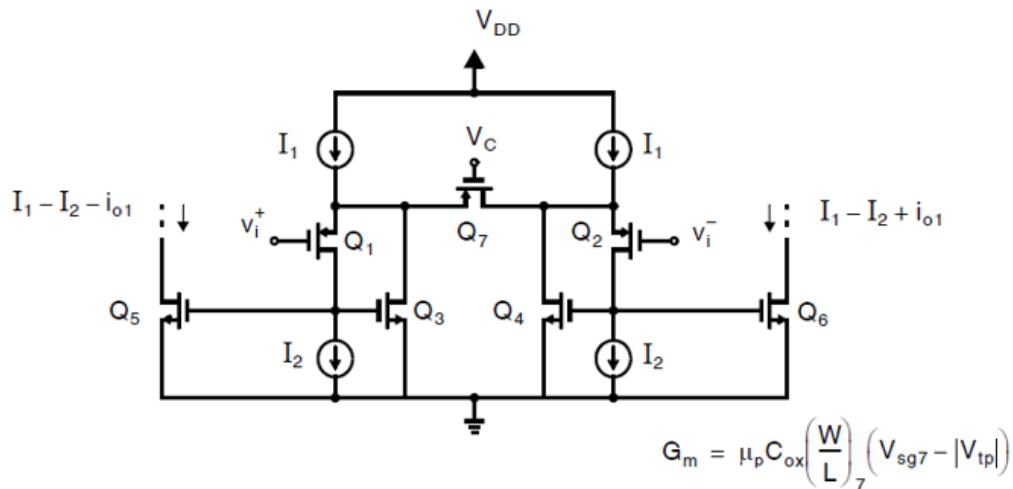 V_DD
I_1
V_C
I_1
I_1 − I_2 − i_o1
I_1 − I_2 + i_o1
v_i^+
Q_1
Q_7
Q_2
v_i^−
Q_5
Q_3
Q_4
Q_6
I_2
I_2
G_m = μ_p C_ox (W/L)_7 (V_sg7 − |V_tp|)